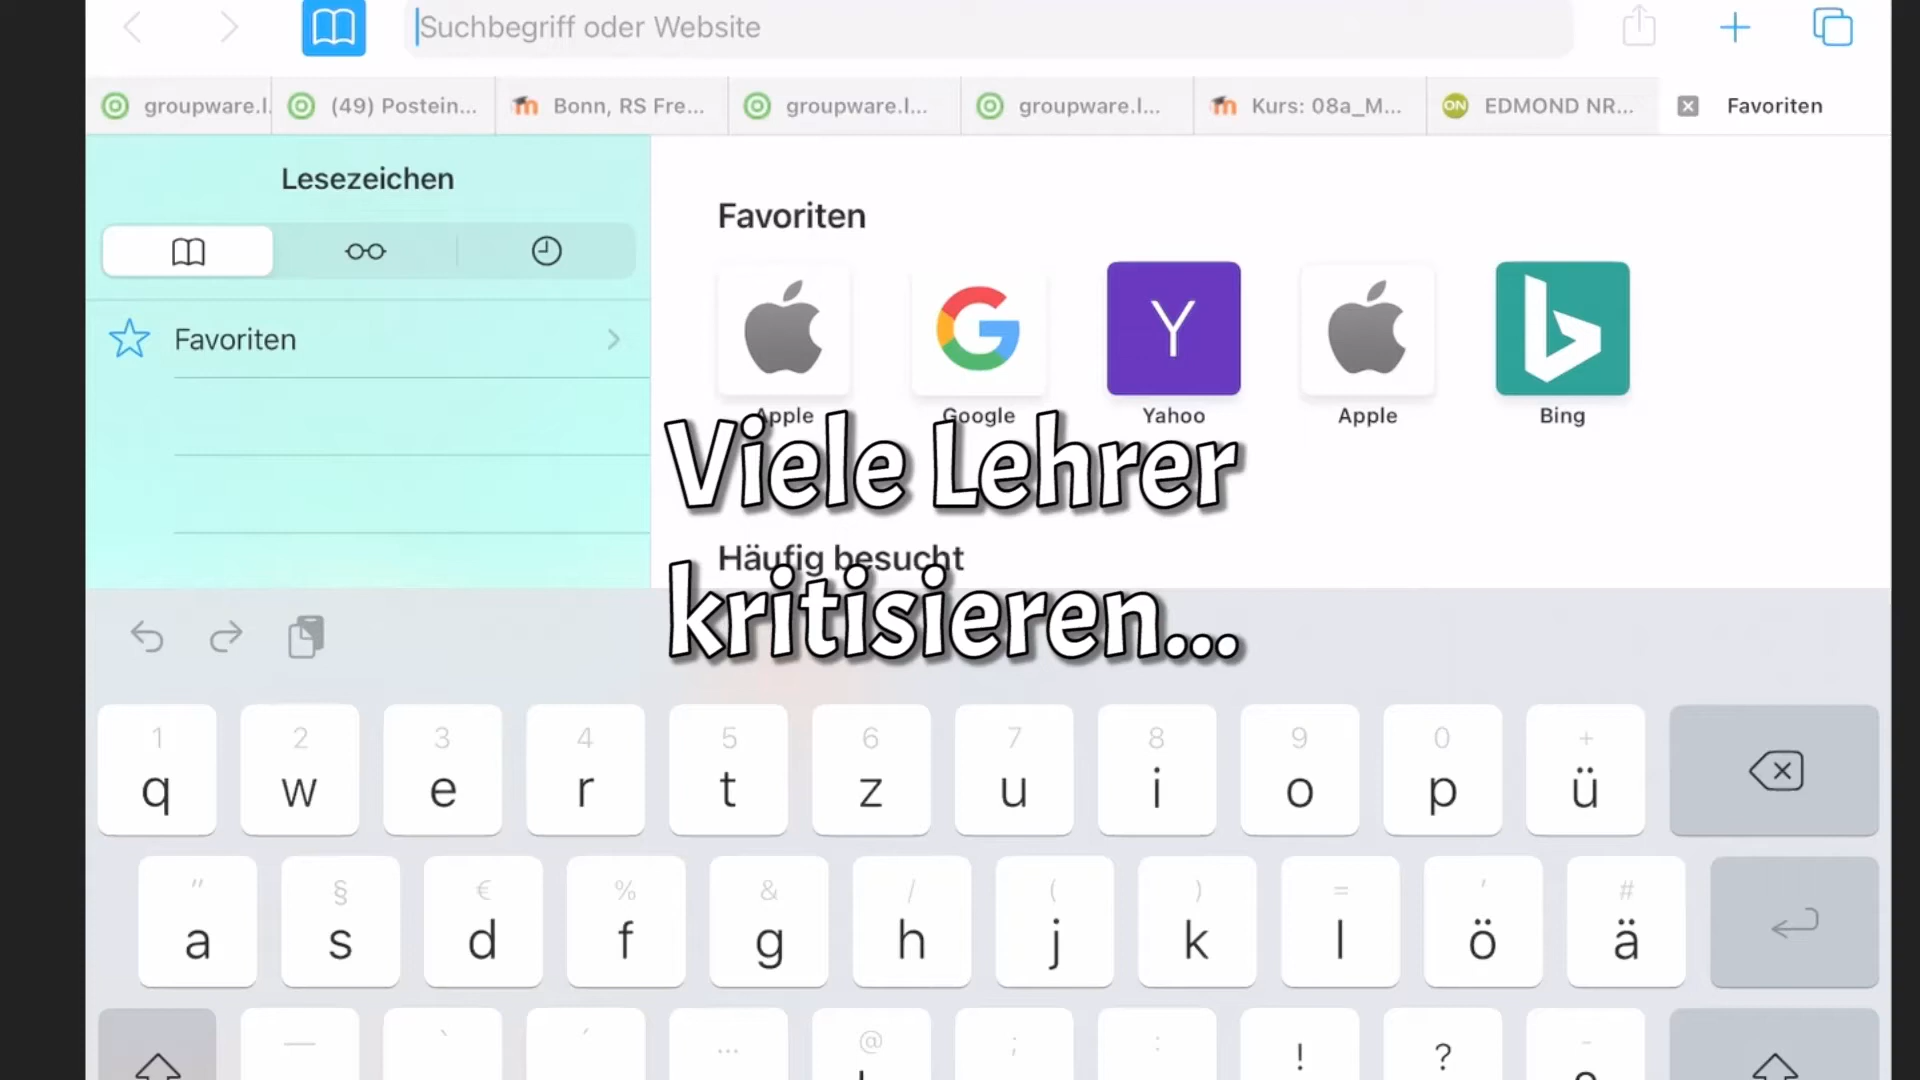 Suchbegriff oder Website
groupware.l.
(49) Postein...
Bonn, RS Fre...
groupware.l...
groupware.l...
Kurs: 08a_M...
ON
EDMOND NR...
Favoriten
Lesezeichen
Favoriten
Favoriten
Y
Apple
Google
Yahoo
Apple
Bing
Viele Lehrer
Häufig besucht
kritisieren...
1 2 3 4 5 6 7 8 9 0 +
q w e r t z u i o p ü
" § € % & / ( ) = ' #
a s d f g h j k l ö ä
— ` ´ ... @ ; : ! ? -